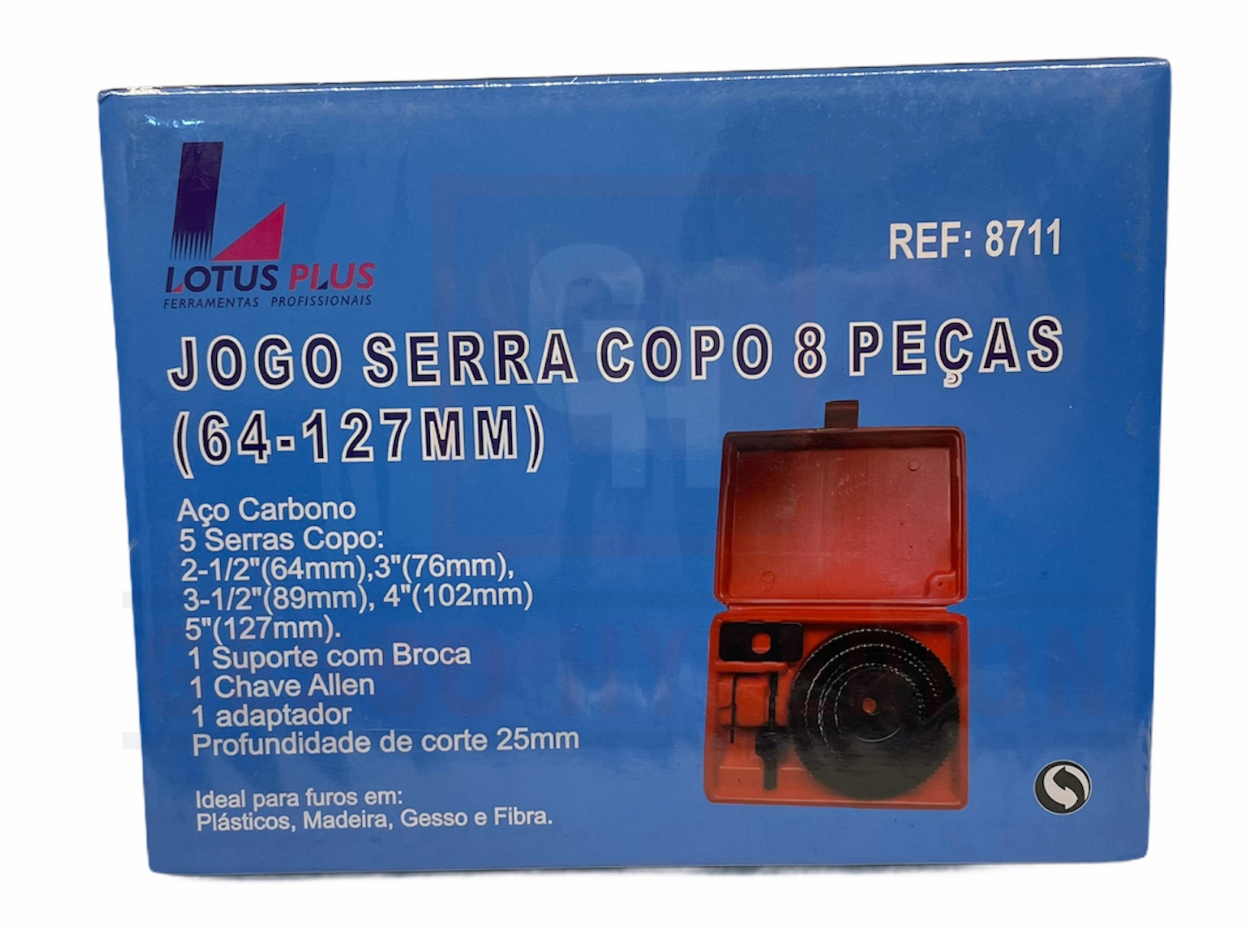 LOTUS PLUS
FERRAMENTAS PROFISSIONAIS
REF: 8711
JOGO SERRA COPO 8 PEÇAS
(64-127MM)
Aço Carbono
5 Serras Copo:
2-1/2"(64mm),3"(76mm),
3-1/2"(89mm), 4"(102mm)
5"(127mm).
1 Suporte com Broca
1 Chave Allen
1 adaptador
Profundidade de corte 25mm
Ideal para furos em:
Plásticos, Madeira, Gesso e Fibra.